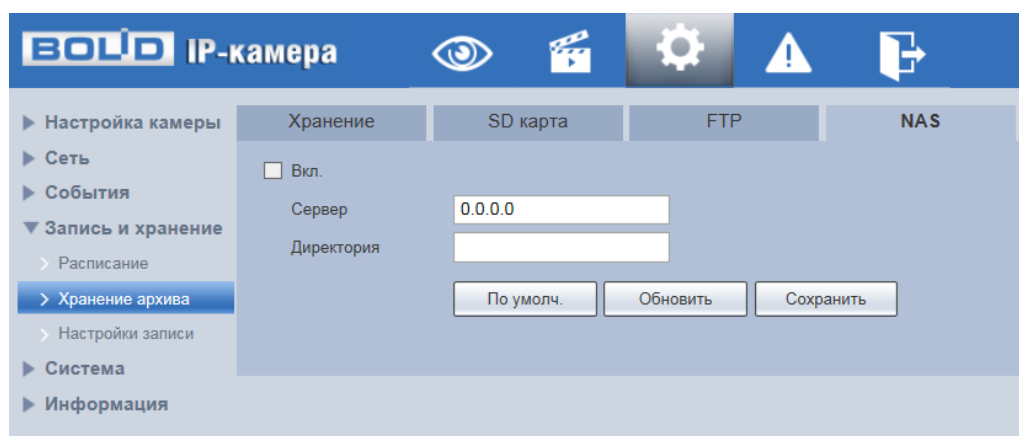 BOLID IP-камера
Настройка камеры
Сеть
События
Запись и хранение
Расписание
Хранение архива
Настройки записи
Система
Информация
Хранение SD карта FTP NAS
Вкл.
Сервер 0.0.0.0
Директория
По умолч. Обновить Сохранить